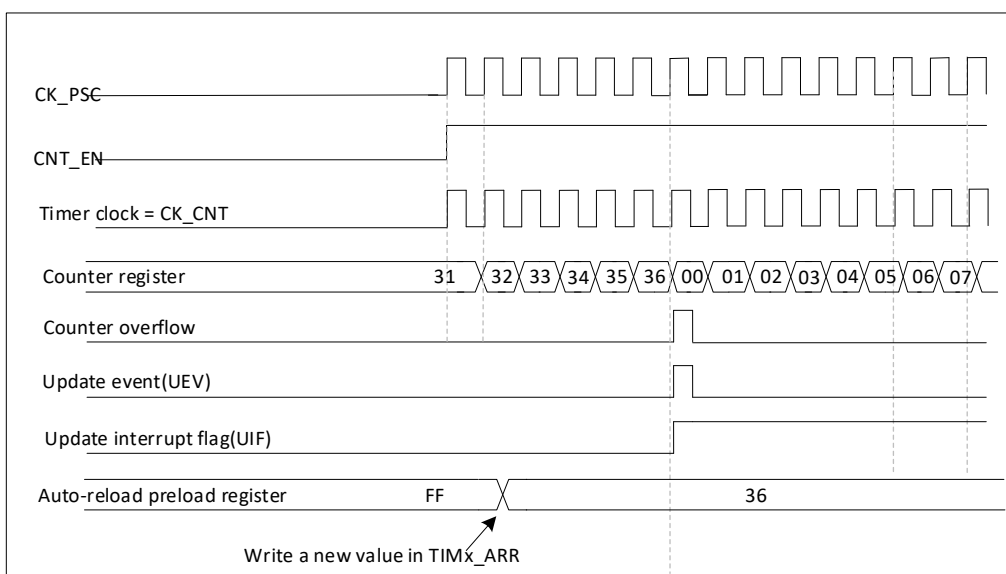 CK_PSC
CNT_EN
Timer clock = CK_CNT
Counter register 31 32 33 34 35 36 00 01 02 03 04 05 06 07
Counter overflow
Update event(UEV)
Update interrupt flag(UIF)
Auto-reload preload register FF 36
Write a new value in TIMx_ARR